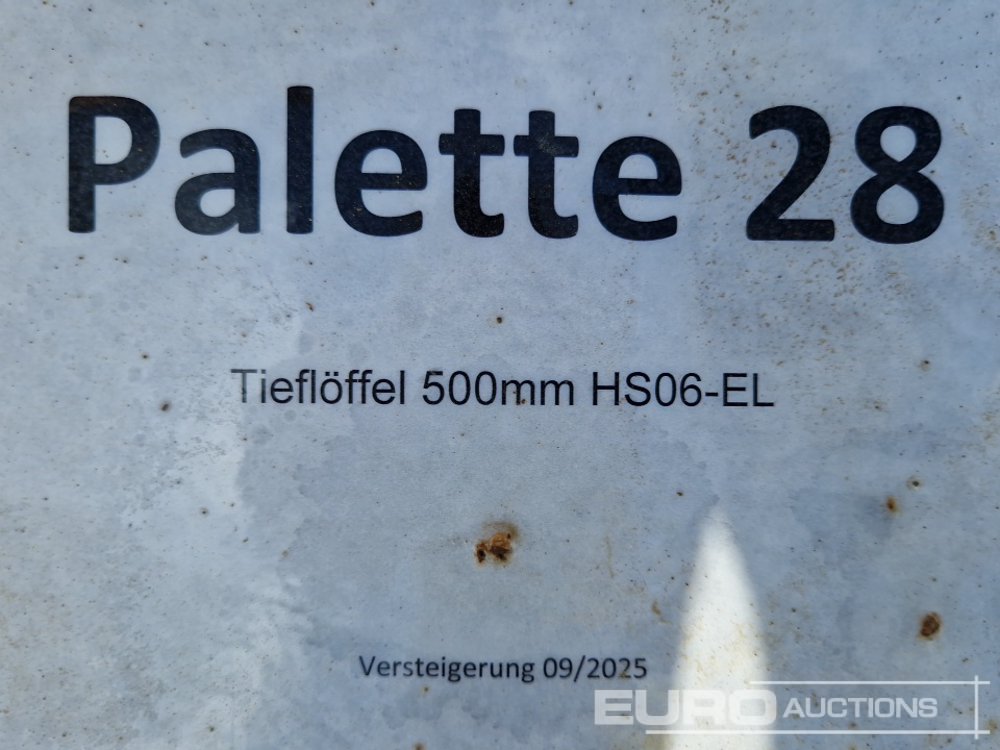 Palette 28
Tieflöffel 500mm HS06-EL
Versteigerung 09/2025
EURO AUCTIONS